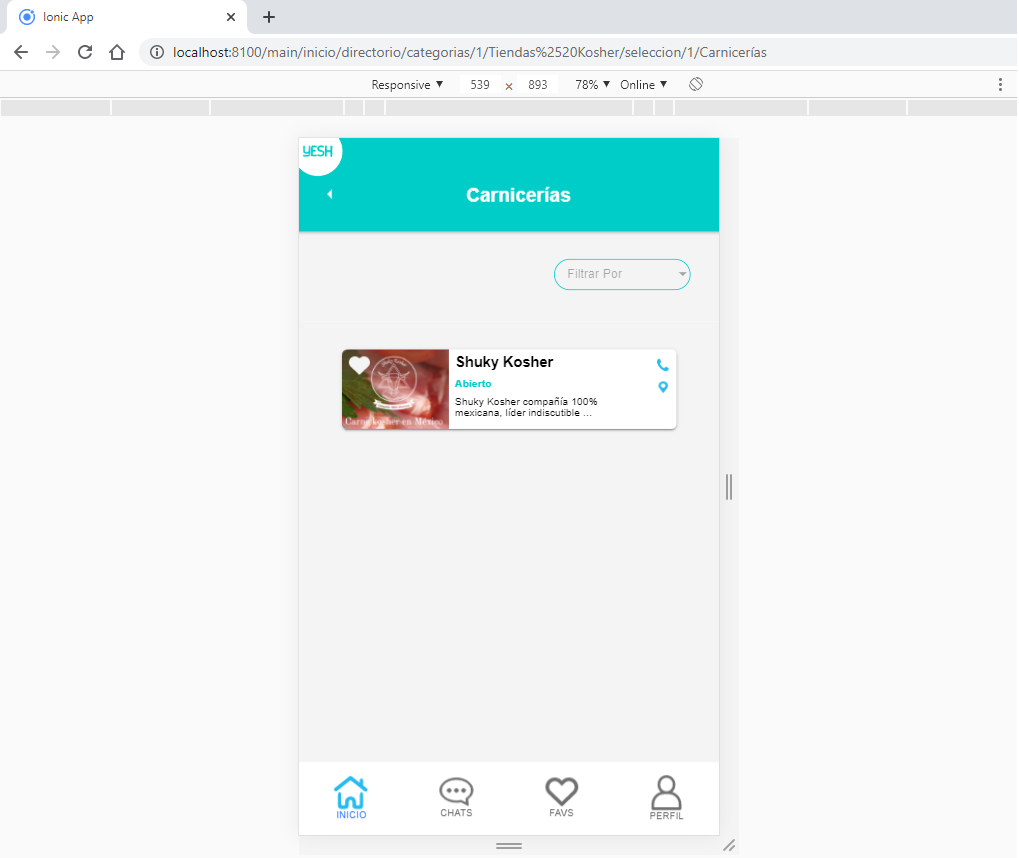 Ionic App
localhost:8100/main/inicio/directorio/categorias/1/Tiendas%2520Kosher/seleccion/1/Carnicerías
Responsive 539 × 893 78% Online
YESH
Carnicerías
Filtrar Por
Shuky Kosher
Abierto
Shuky Kosher compañía 100%
mexicana, líder indiscutible ...
Shuky Kosher
Carne kosher en México
INICIO CHATS FAVS PERFIL